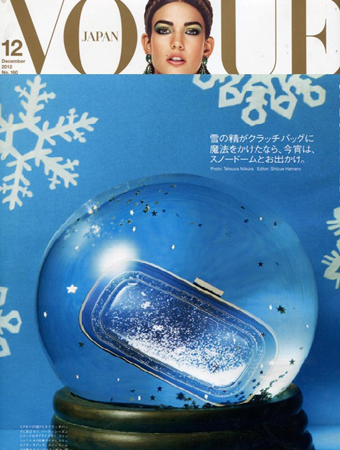 VOGUE
JAPAN
12
December
2012
No. 160
雪の精がクラッチバッグに
魔法をかけたなら、今宵は、
スノードームとお出かけ。
Photo: Tetsuya Niikura Editor: Shizue Hamano